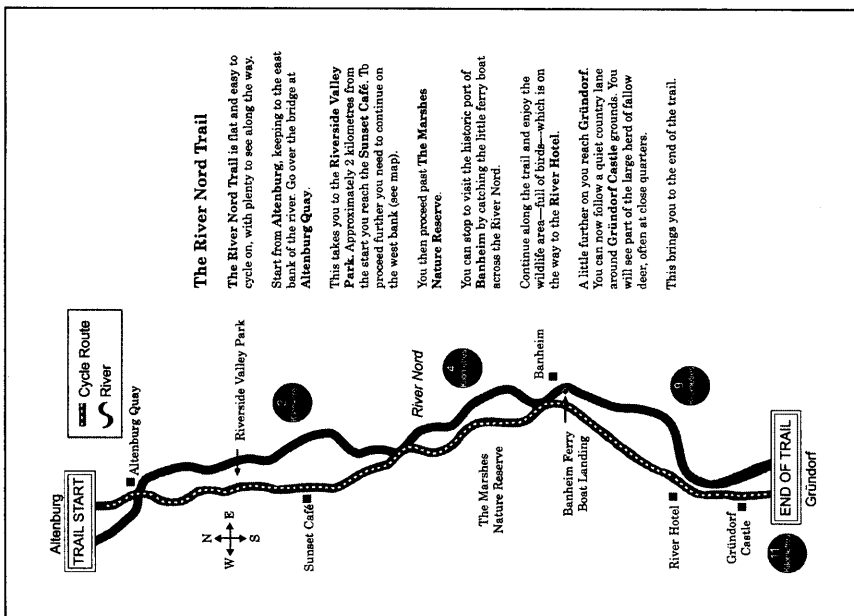 The River Nord Trail
The River Nord Trail is flat and easy to
cycle on, with plenty to see along the way.
Start from Altenburg, keeping to the east
bank of the river. Go over the bridge at
Altenburg Quay.
This takes you to the Riverside Valley
Park. Approximately 2 kilometres from
the start you reach the Sunset Café. To
proceed further you need to continue on
the west bank (see map).
You then proceed past The Marshes
Nature Reserve.
You can stop to visit the historic port of
Banheim by catching the little ferry boat
across the River Nord.
Continue along the trail and enjoy the
wildlife area—full of birds—which is on
the way to the River Hotel.
A little further on you reach Gründorf.
You can now follow a quiet country lane
around Gründorf Castle grounds. You
will see part of the large herd of fallow
deer, often at close quarters.
This brings you to the end of the trail.
Altenburg
TRAIL START
Cycle Route
River
Altenburg Quay
Riverside Valley Park
N
W E
S
2
Kilometres
Sunset Café
River Nord
4
Kilometres
The Marshes
Nature Reserve
Banheim
Banheim Ferry
Boat Landing
9
Kilometres
River Hotel
Gründorf
Castle
11
Kilometres
END OF TRAIL
Gründorf